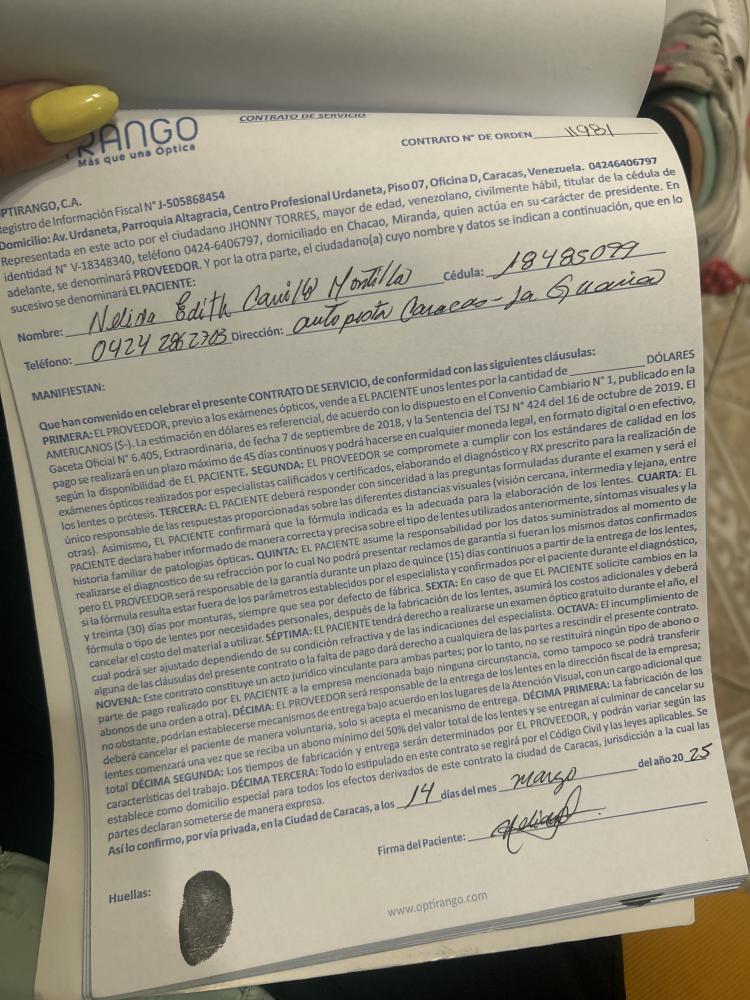 CONTRATO DE SERVICIO
RANGO
Más que una Óptica
CONTRATO N° DE ORDEN 11981
PTIRANGO, C.A.
egistro de Información Fiscal N° J-505868454
Domicilio: Av. Urdaneta, Parroquia Altagracia, Centro Profesional Urdaneta, Piso 07, Oficina D, Caracas, Venezuela. 04246406797
Representada en este acto por el ciudadano JHONNY TORRES, mayor de edad, venezolano, civilmente hábil, titular de la cédula de
identidad N° V-18348340, teléfono 0424-6406797, domiciliado en Chacao, Miranda, quien actúa en su carácter de presidente. En
adelante, se denominará PROVEEDOR. Y por la otra parte, el ciudadano(a) cuyo nombre y datos se indican a continuación, que en lo
sucesivo se denominará EL PACIENTE:
Nombre: Nelida Edith Montilla Cédula: 18485099
Teléfono: 0424 2862703 Dirección: autopista Caracas - La Guaira
MANIFIESTAN:
Que han convenido en celebrar el presente CONTRATO DE SERVICIO, de conformidad con las siguientes cláusulas:
PRIMERA: EL PROVEEDOR, previo a los exámenes ópticos, vende a EL PACIENTE unos lentes por la cantidad de DÓLARES
AMERICANOS ($-). La estimación en dólares es referencial, de acuerdo con lo dispuesto en el Convenio Cambiario N° 1, publicado en la
Gaceta Oficial N° 6.405, Extraordinaria, de fecha 7 de septiembre de 2018, y la Sentencia del TSJ N° 424 del 16 de octubre de 2019. El
pago se realizará en un plazo máximo de 45 días continuos y podrá hacerse en cualquier moneda legal, en formato digital o en efectivo,
según la disponibilidad de EL PACIENTE. SEGUNDA: EL PROVEEDOR se compromete a cumplir con los estándares de calidad en los
exámenes ópticos realizados por especialistas calificados y certificados, elaborando el diagnóstico y RX prescrito para la realización de
los lentes o prótesis. TERCERA: EL PACIENTE deberá responder con sinceridad a las preguntas formuladas durante el examen y será el
único responsable de las respuestas proporcionadas sobre las diferentes distancias visuales (visión cercana, intermedia y lejana, entre
otras). Asimismo, EL PACIENTE confirmará que la fórmula indicada es la adecuada para la elaboración de los lentes. CUARTA: EL
PACIENTE declara haber informado de manera correcta y precisa sobre el tipo de lentes utilizados anteriormente, síntomas visuales y la
historia familiar de patologías ópticas. QUINTA: EL PACIENTE asume la responsabilidad por los datos suministrados al momento de
realizarse el diagnostico de su refracción por lo cual No podrá presentar reclamos de garantía si fueran los mismos datos confirmados
pero EL PROVEEDOR será responsable de la garantía durante un plazo de quince (15) días continuos a partir de la entrega de los lentes,
si la fórmula resulta estar fuera de los parámetros establecidos por el especialista y confirmados por el paciente durante el diagnóstico,
y treinta (30) días por monturas, siempre que sea por defecto de fábrica. SEXTA: En caso de que EL PACIENTE solicite cambios en la
fórmula o tipo de lentes por necesidades personales, después de la fabricación de los lentes, asumirá los costos adicionales y deberá
cancelar el costo del material a utilizar. SÉPTIMA: EL PACIENTE tendrá derecho a realizarse un examen óptico gratuito durante el año, el
cual podrá ser ajustado dependiendo de su condición refractiva y de las indicaciones del especialista. OCTAVA: El incumplimiento de
alguna de las cláusulas del presente contrato o la falta de pago dará derecho a cualquiera de las partes a rescindir el presente contrato.
NOVENA: Este contrato constituye un acto jurídico vinculante para ambas partes; por lo tanto, no se restituirá ningún tipo de abono o
parte de pago realizado por EL PACIENTE a la empresa mencionada bajo ninguna circunstancia, como tampoco se podrá transferir
abonos de una orden a otra). DÉCIMA: EL PROVEEDOR será responsable de la entrega de los lentes en la dirección fiscal de la empresa;
no obstante, podrían establecerse mecanismos de entrega bajo acuerdo en los lugares de la Atención Visual, con un cargo adicional que
deberá cancelar el paciente de manera voluntaria, solo si acepta el mecanismo de entrega. DÉCIMA PRIMERA: La fabricación de los
lentes comenzará una vez que se reciba un abono mínimo del 50% del valor total de los lentes y se entregan al culminar de cancelar su
total DÉCIMA SEGUNDA: Los tiempos de fabricación y entrega serán determinados por EL PROVEEDOR, y podrán variar según las
características del trabajo. DÉCIMA TERCERA: Todo lo estipulado en este contrato se regirá por el Código Civil y las leyes aplicables. Se
establece como domicilio especial para todos los efectos derivados de este contrato la ciudad de Caracas, jurisdicción a la cual las
partes declaran someterse de manera expresa.
Así lo confirmo, por vía privada, en la Ciudad de Caracas, a los 14 días del mes marzo del año 2025
Firma del Paciente:
Huellas:
www.optirango.com